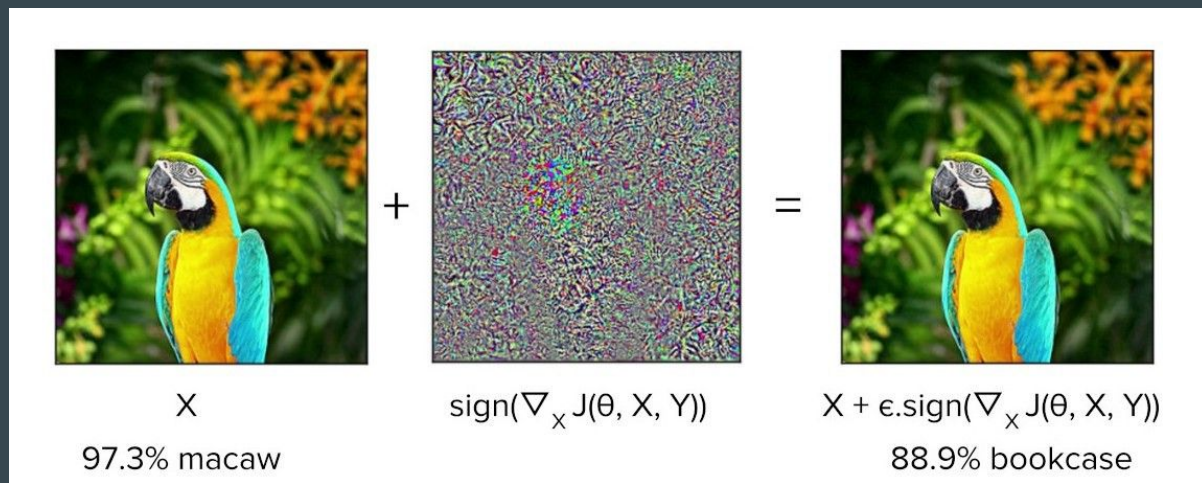 +
=
X
sign(∇X J(θ, X, Y))
X + ϵ.sign(∇X J(θ, X, Y))
97.3% macaw
88.9% bookcase